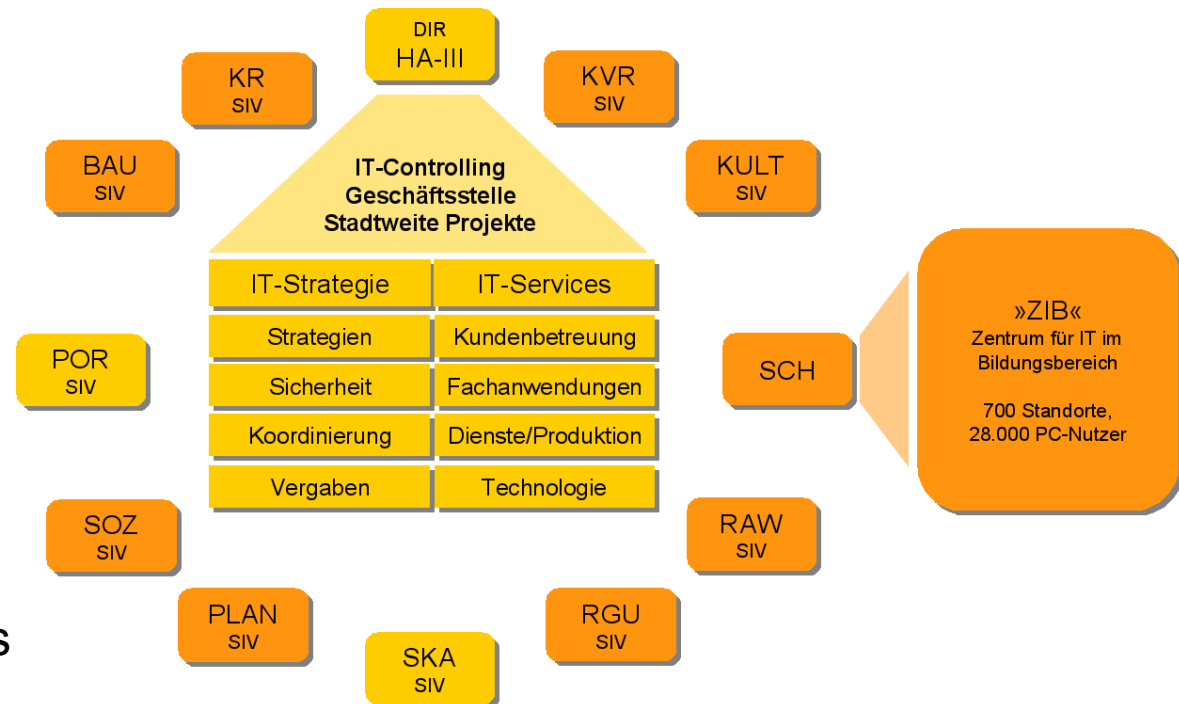 DIR
HA-III
KR
SIV
KVR
SIV
BAU
SIV
KULT
SIV
IT-Controlling
Geschäftsstelle
Stadtweite Projekte
IT-Strategie
IT-Services
Strategien
Kundenbetreuung
Sicherheit
Fachanwendungen
Koordinierung
Dienste/Produktion
Vergaben
Technologie
POR
SIV
SCH
»ZIB«
Zentrum für IT im
Bildungsbereich
700 Standorte,
28.000 PC-Nutzer
SOZ
SIV
RAW
SIV
PLAN
SIV
RGU
SIV
SKA
SIV
s